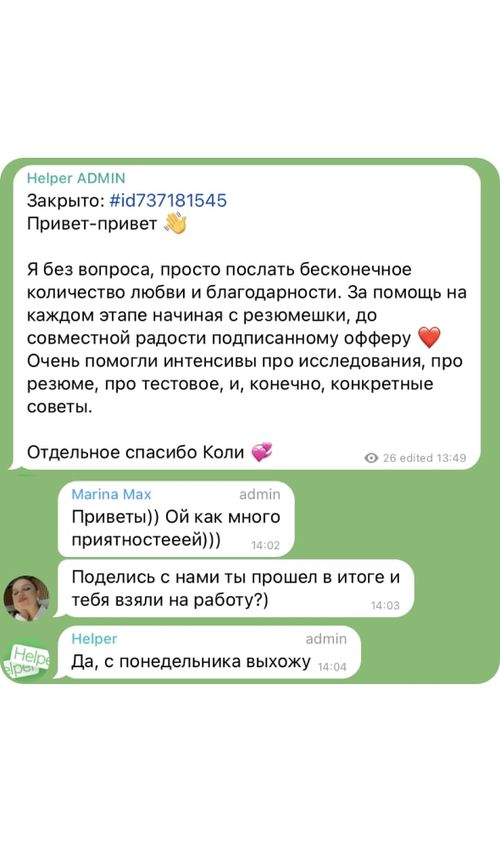 Helper ADMIN
Закрыто: #id737181545
Привет-привет 👋
Я без вопроса, просто послать бесконечное
количество любви и благодарности. За помощь на
каждом этапе начиная с резюмешки, до
совместной радости подписанному офферу ❤️
Очень помогли интенсивы про исследования, про
резюме, про тестовое, и, конечно, конкретные
советы.
Отдельное спасибо Коли 💞
26 edited 13:49
Marina Max admin
Приветы)) Ой как много
приятностееей)))
14:02
Поделись с нами ты прошел в итоге и
тебя взяли на работу?)
14:03
Helper admin
Да, с понедельника выхожу 14:04
Helpe
elper